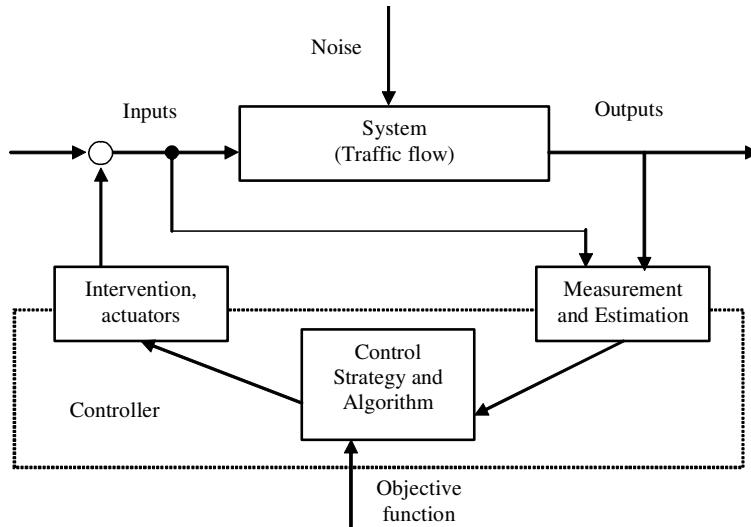 Noise
Inputs
System
(Traffic flow)
Outputs
Intervention,
actuators
Measurement
and Estimation
Control
Strategy and
Algorithm
Controller
Objective
function